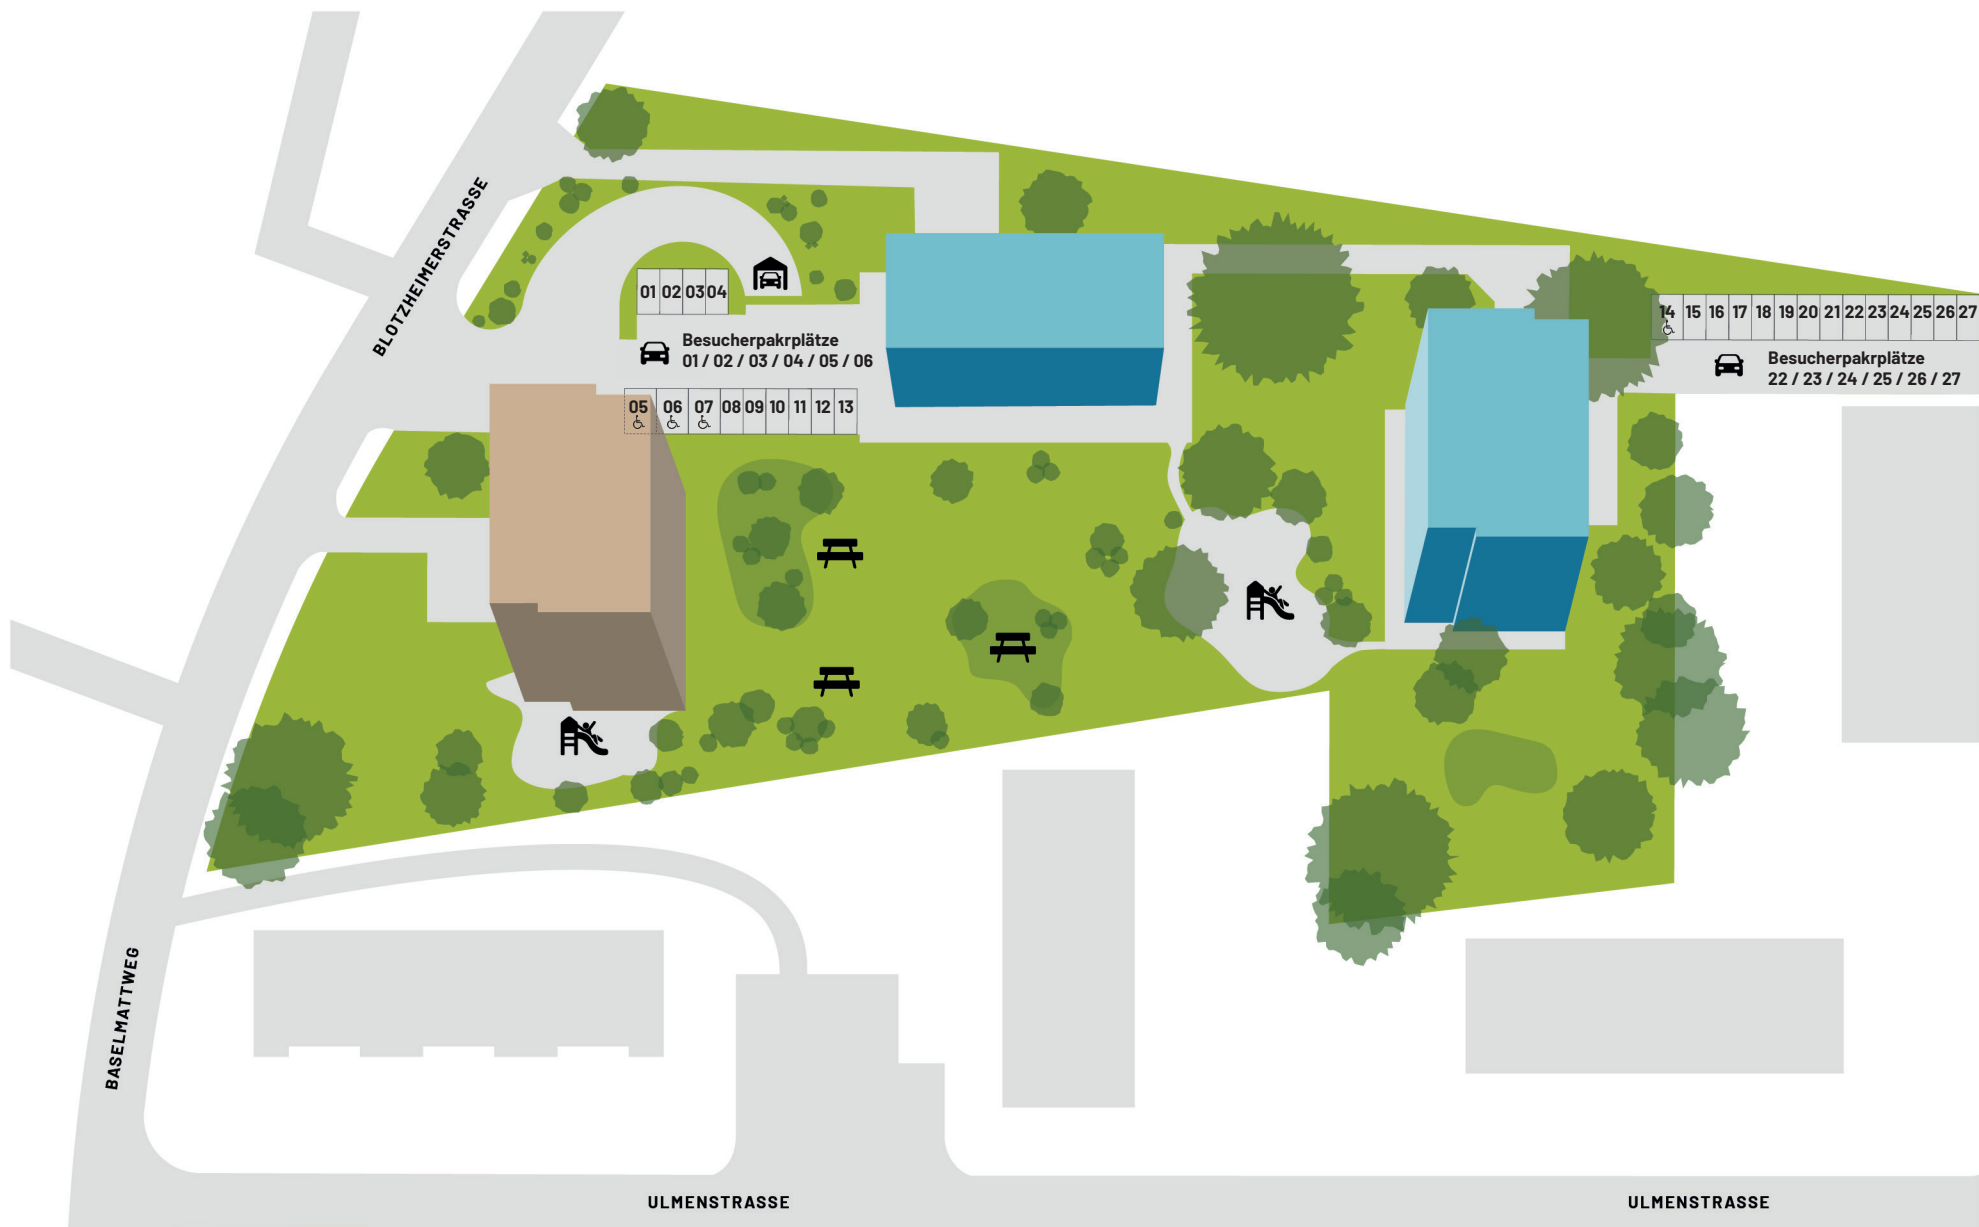 BLOTZHEIMERSTRASSE
01 02 03 04
Besucherpakrplätze
01 / 02 / 03 / 04 / 05 / 06
05 06 07 08 09 10 11 12 13
14 15 16 17 18 19 20 21 22 23 24 25 26 27
Besucherpakrplätze
22 / 23 / 24 / 25 / 26 / 27
BASELMATTWEG
ULMENSTRASSE
ULMENSTRASSE